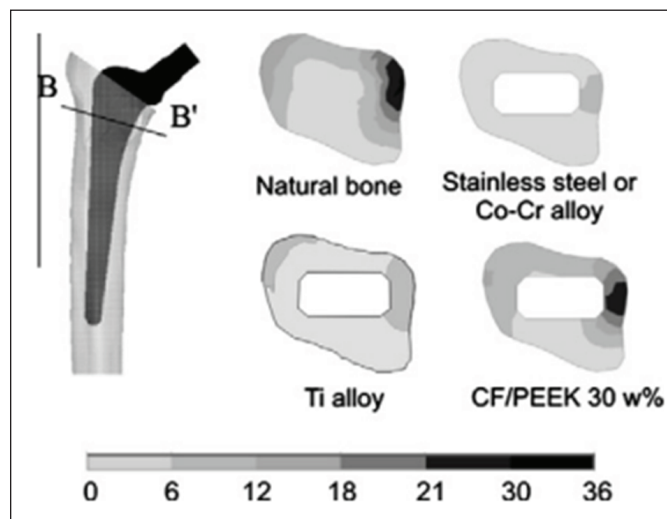 B
B'
Natural bone
Stainless steel or
Co-Cr alloy
Ti alloy
CF/PEEK 30 w%
0 6 12 18 21 30 36